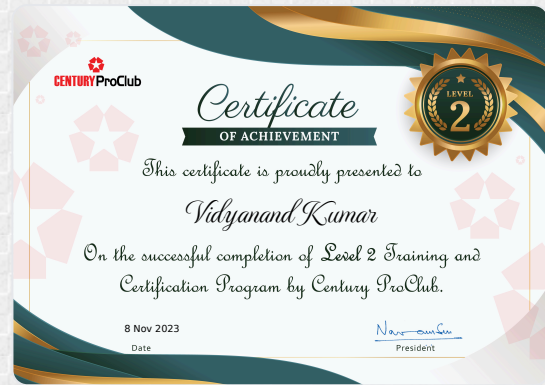 CENTURY ProClub
LEVEL
2
Certificate
OF ACHIEVEMENT
This certificate is proudly presented to
Vidyanand Kumar
On the successful completion of Level 2 Training and
Certification Program by Century ProClub.
8 Nov 2023
Date
President